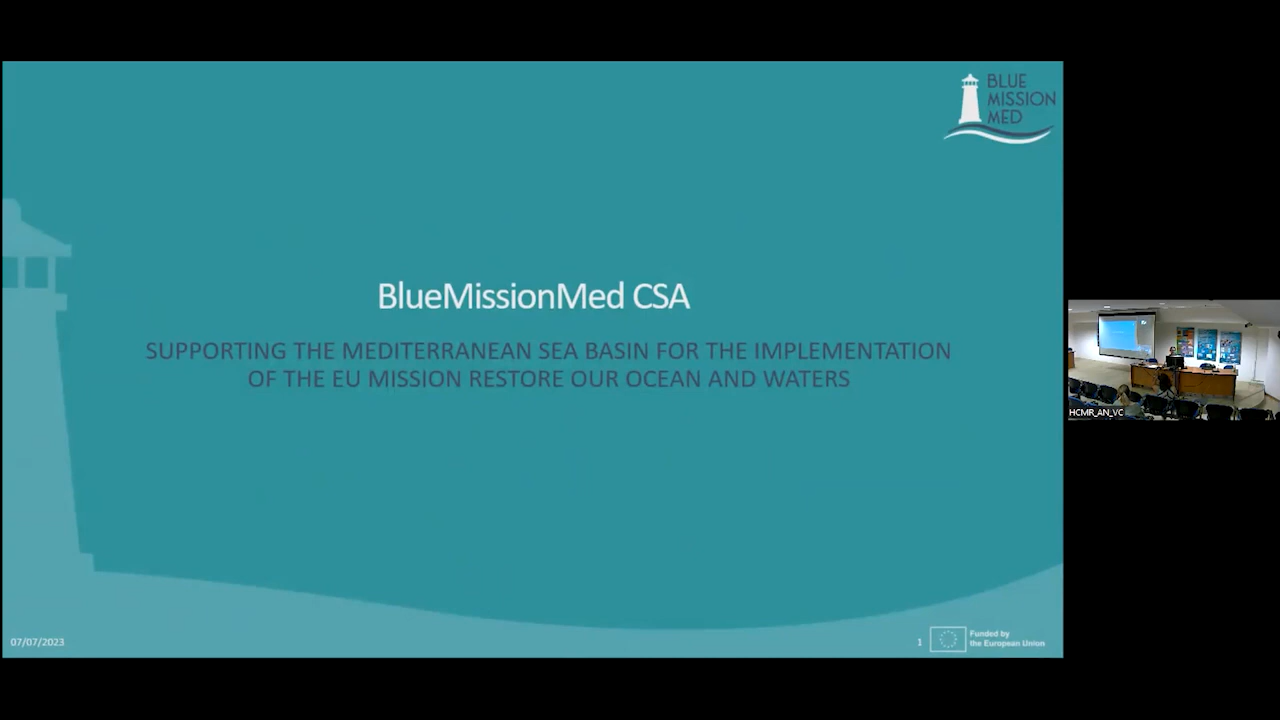 BLUE
MISSION
MED
BlueMissionMed CSA
SUPPORTING THE MEDITERRANEAN SEA BASIN FOR THE IMPLEMENTATION
OF THE EU MISSION RESTORE OUR OCEAN AND WATERS
HCMR_AN_VC
07/07/2023
1
Funded by
the European Union